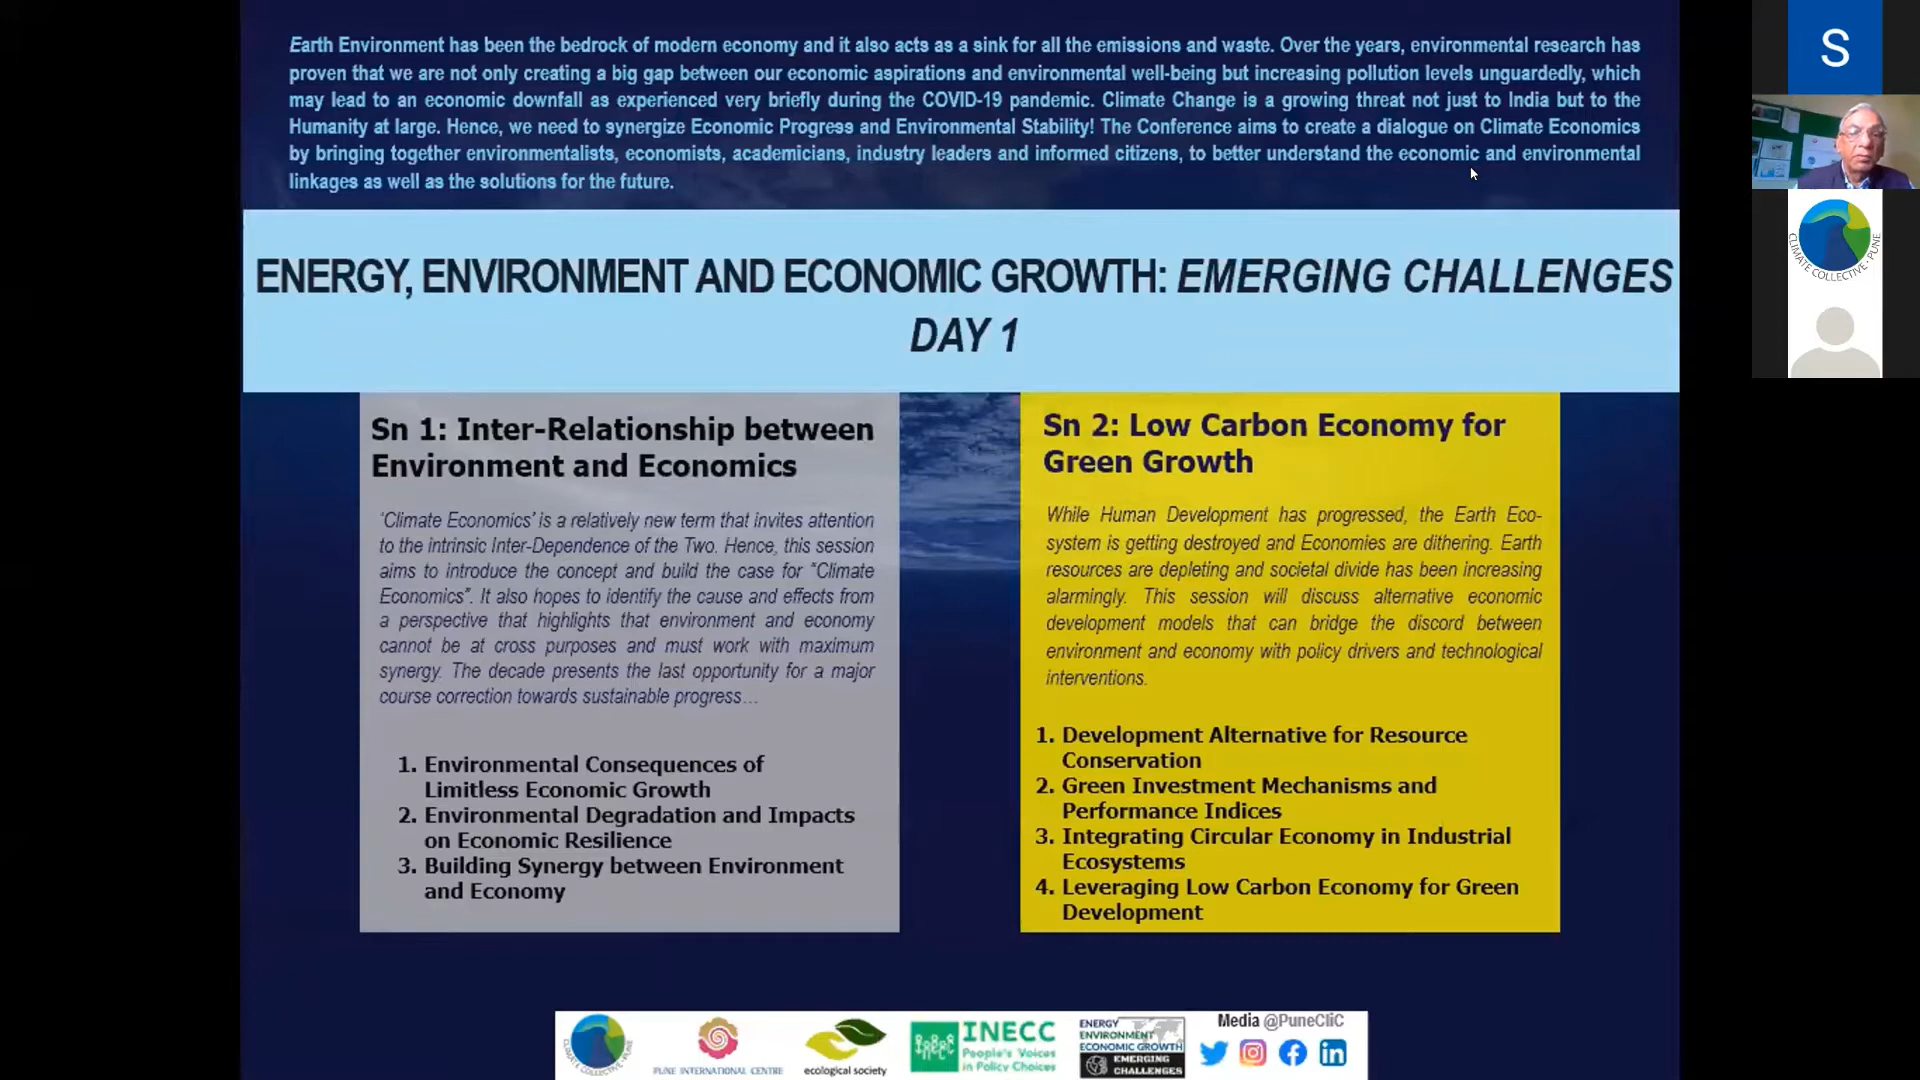 Earth Environment has been the bedrock of modern economy and it also acts as a sink for all the emissions and waste. Over the years, environmental research has
proven that we are not only creating a big gap between our economic aspirations and environmental well-being but increasing pollution levels unguardedly, which
may lead to an economic downfall as experienced very briefly during the COVID-19 pandemic. Climate Change is a growing threat not just to India but to the
Humanity at large. Hence, we need to synergize Economic Progress and Environmental Stability! The Conference aims to create a dialogue on Climate Economics
by bringing together environmentalists, economists, academicians, industry leaders and informed citizens, to better understand the economic and environmental
linkages as well as the solutions for the future.
S
CLIMATE COLLECTIVE · PUNE
ENERGY, ENVIRONMENT AND ECONOMIC GROWTH: EMERGING CHALLENGES
DAY 1
Sn 1: Inter-Relationship between
Environment and Economics
'Climate Economics' is a relatively new term that invites attention
to the intrinsic Inter-Dependence of the Two. Hence, this session
aims to introduce the concept and build the case for "Climate
Economics". It also hopes to identify the cause and effects from
a perspective that highlights that environment and economy
cannot be at cross purposes and must work with maximum
synergy. The decade presents the last opportunity for a major
course correction towards sustainable progress…
1. Environmental Consequences of
Limitless Economic Growth
2. Environmental Degradation and Impacts
on Economic Resilience
3. Building Synergy between Environment
and Economy
Sn 2: Low Carbon Economy for
Green Growth
While Human Development has progressed, the Earth Eco-
system is getting destroyed and Economies are dithering. Earth
resources are depleting and societal divide has been increasing
alarmingly. This session will discuss alternative economic
development models that can bridge the discord between
environment and economy with policy drivers and technological
interventions.
1. Development Alternative for Resource
Conservation
2. Green Investment Mechanisms and
Performance Indices
3. Integrating Circular Economy in Industrial
Ecosystems
4. Leveraging Low Carbon Economy for Green
Development
CLIMATE COLLECTIVE · PUNE
PUNE INTERNATIONAL CENTRE
ecological society
INECC
People's Voices
in Policy Choices
ENERGY
ENVIRONMENT
ECONOMIC GROWTH
EMERGING
CHALLENGES
Media @PuneCliC